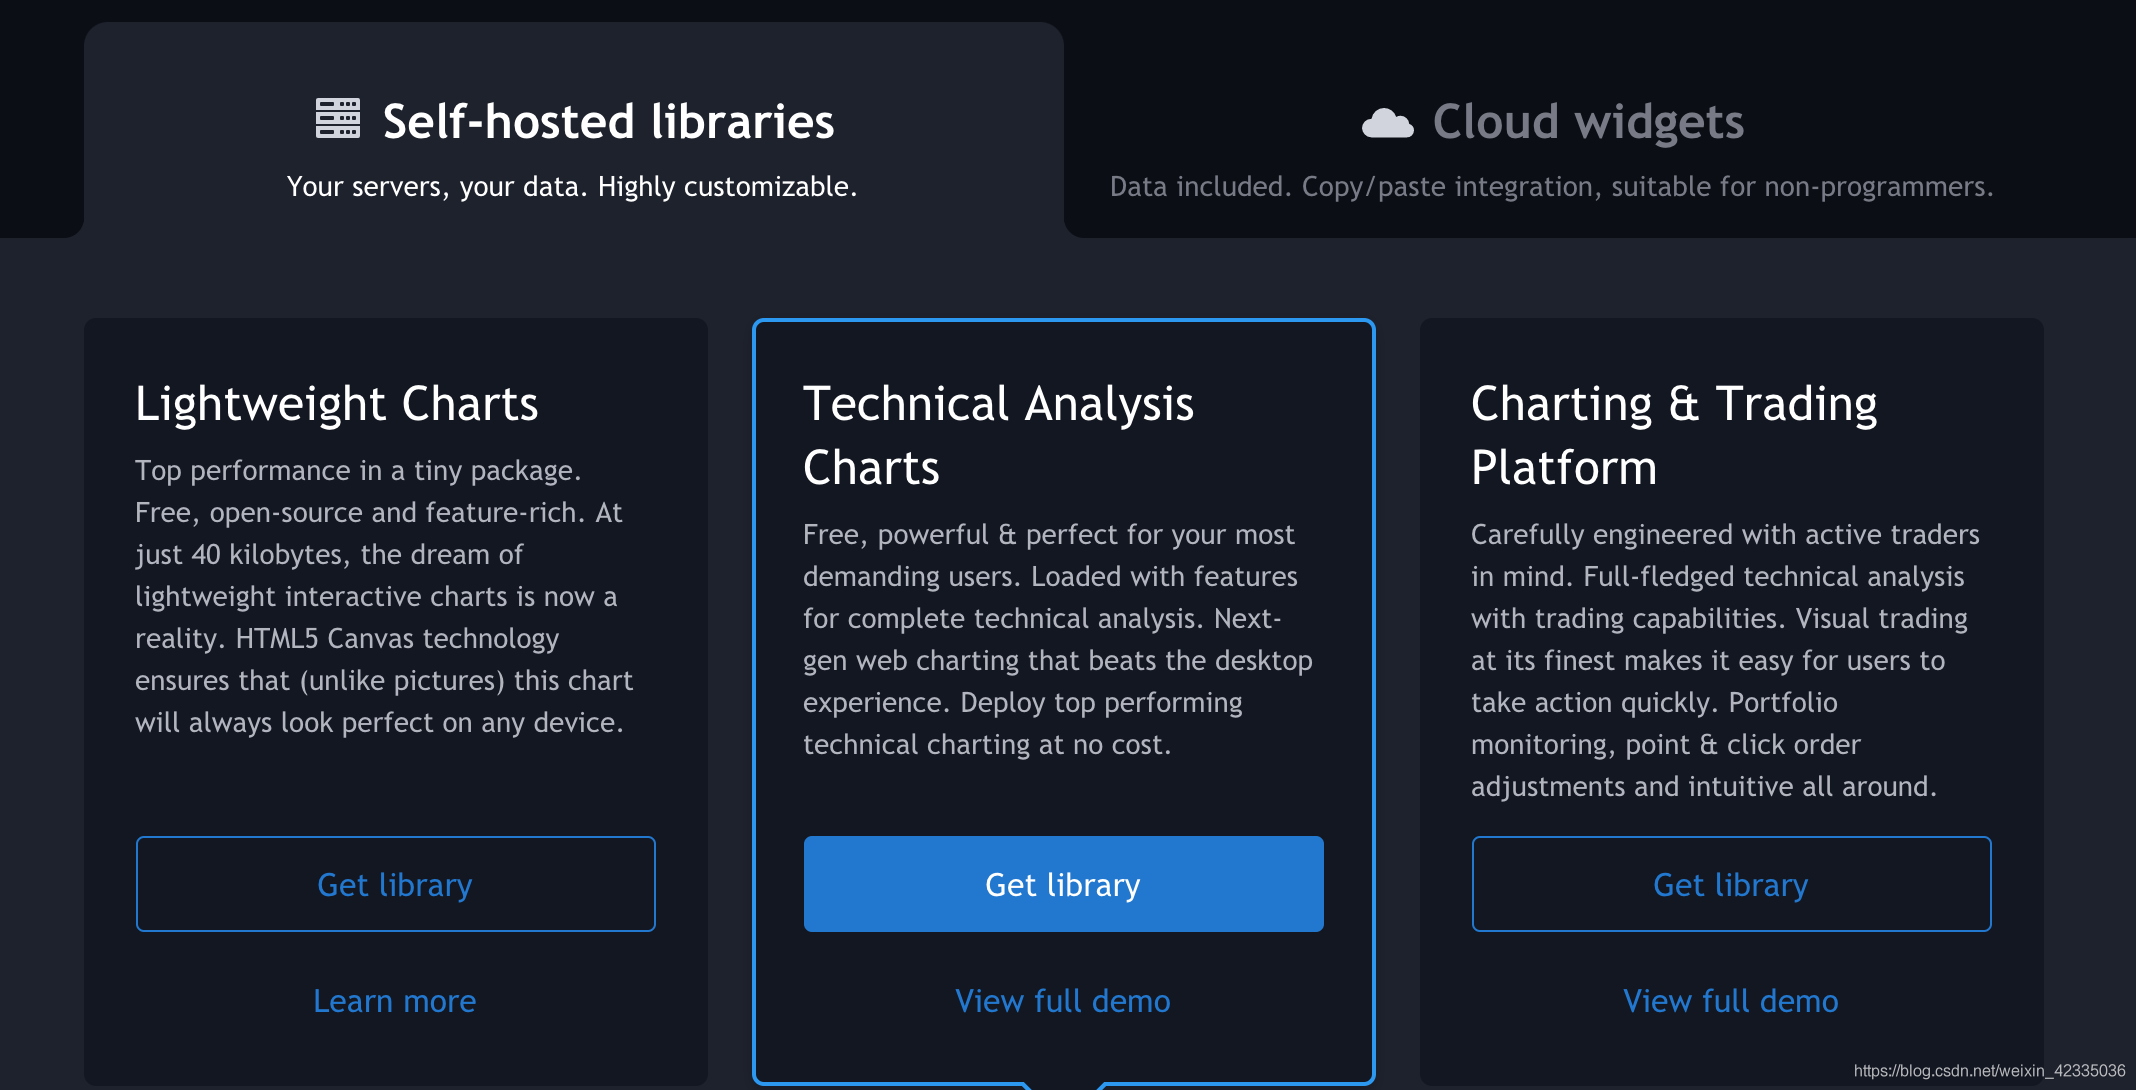 Self-hosted libraries
Your servers, your data. Highly customizable.
Cloud widgets
Data included. Copy/paste integration, suitable for non-programmers.
Lightweight Charts
Top performance in a tiny package.
Free, open-source and feature-rich. At
just 40 kilobytes, the dream of
lightweight interactive charts is now a
reality. HTML5 Canvas technology
ensures that (unlike pictures) this chart
will always look perfect on any device.
Get library
Learn more
Technical Analysis
Charts
Free, powerful & perfect for your most
demanding users. Loaded with features
for complete technical analysis. Next-
gen web charting that beats the desktop
experience. Deploy top performing
technical charting at no cost.
Get library
View full demo
Charting & Trading
Platform
Carefully engineered with active traders
in mind. Full-fledged technical analysis
with trading capabilities. Visual trading
at its finest makes it easy for users to
take action quickly. Portfolio
monitoring, point & click order
adjustments and intuitive all around.
Get library
View full demo
https://blog.csdn.net/weixin_42335036